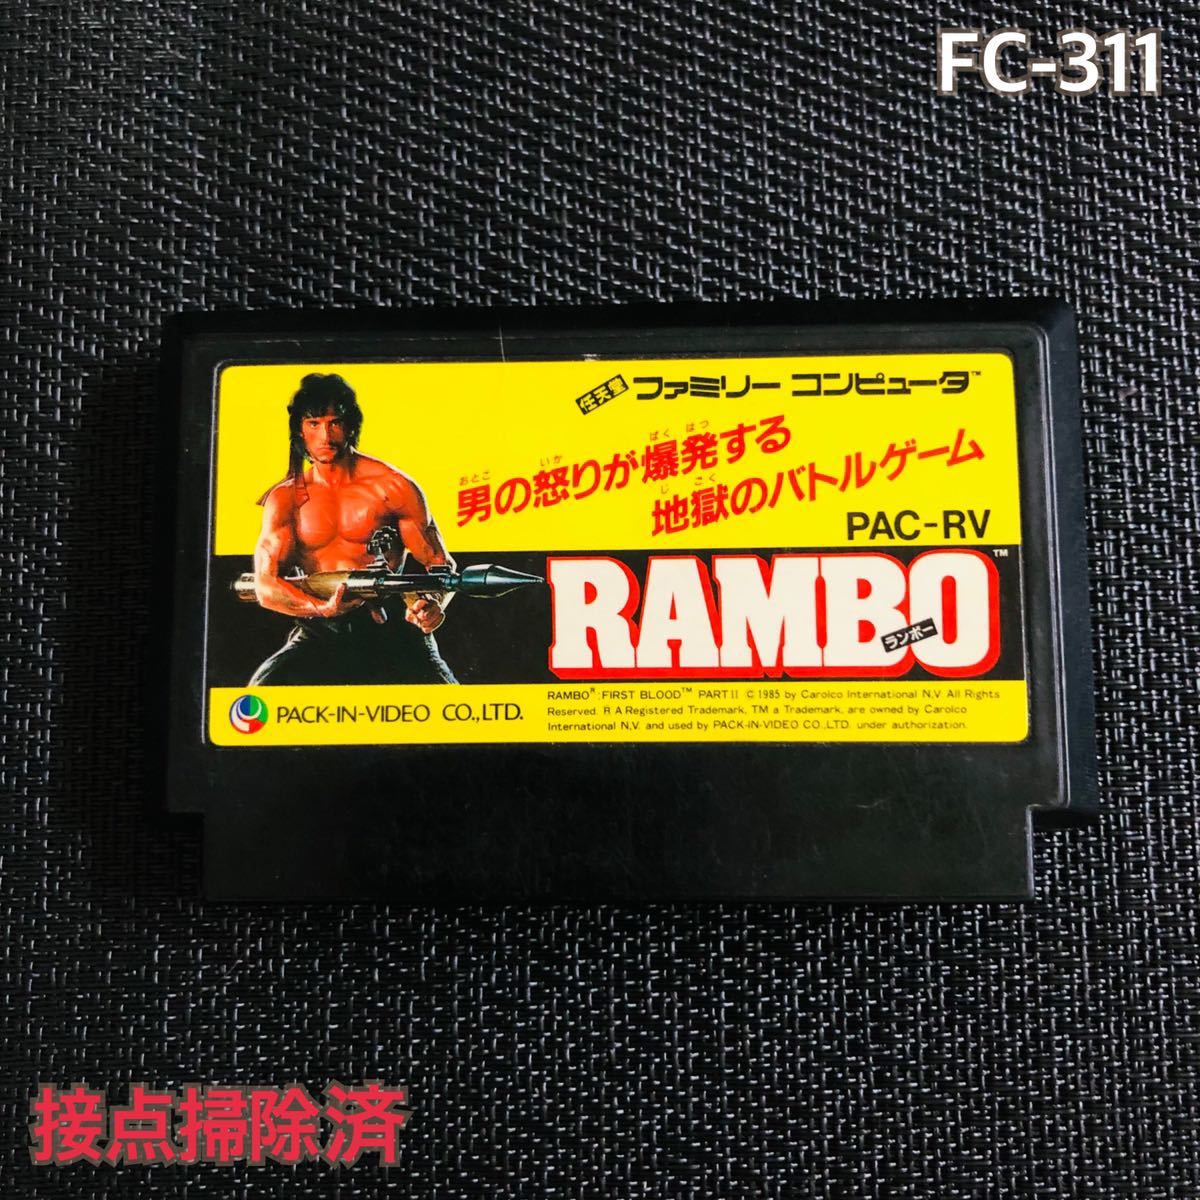 FC-311
任天堂 ファミリー コンピュータ™
おとこ いか ばく はつ
男の怒りが爆発する
じ ごく
地獄のバトルゲーム
PAC-RV
RAMBO™
ランボー
RAMBO®:FIRST BLOOD™ PART II © 1985 by Carolco International N.V All Rights
Reserved. R A Registered Trademark, TM a Trademark, are owned by Carolco
International N.V. and used by PACK-IN-VIDEO CO.,LTD. under authorization.
PACK-IN-VIDEO CO.,LTD.
接点掃除済